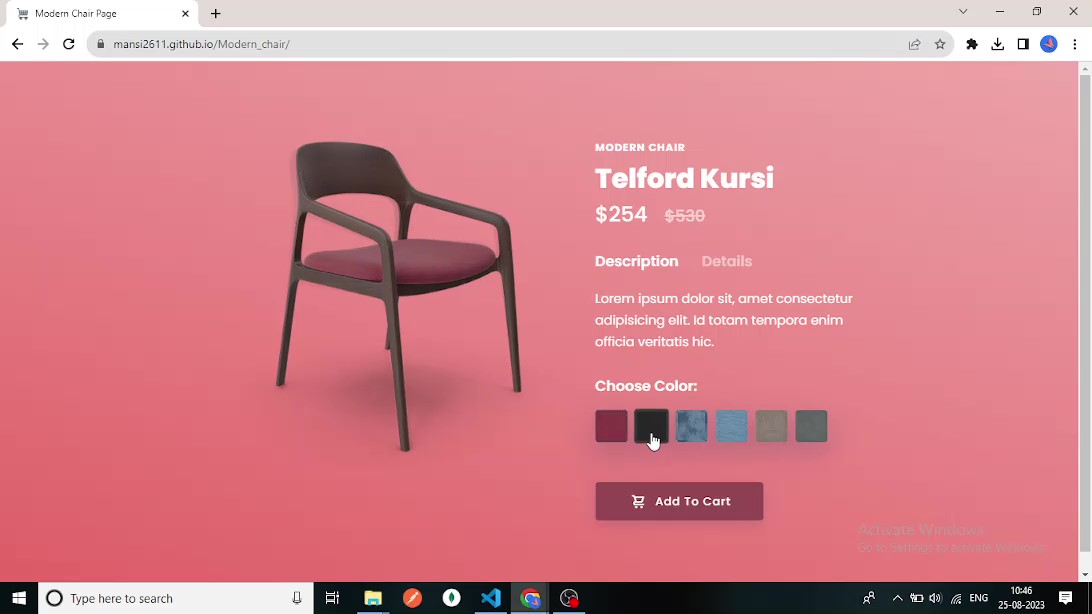 Modern Chair Page
mansi2611.github.io/Modern_chair/
MODERN CHAIR
Telford Kursi
$254 $530
Description Details
Lorem ipsum dolor sit, amet consectetur
adipisicing elit. Id totam tempora enim
officia veritatis hic.
Choose Color:
Add To Cart
Activate Windows
Go to Settings to activate Windows.
Type here to search
ENG
10:46
25-08-2023